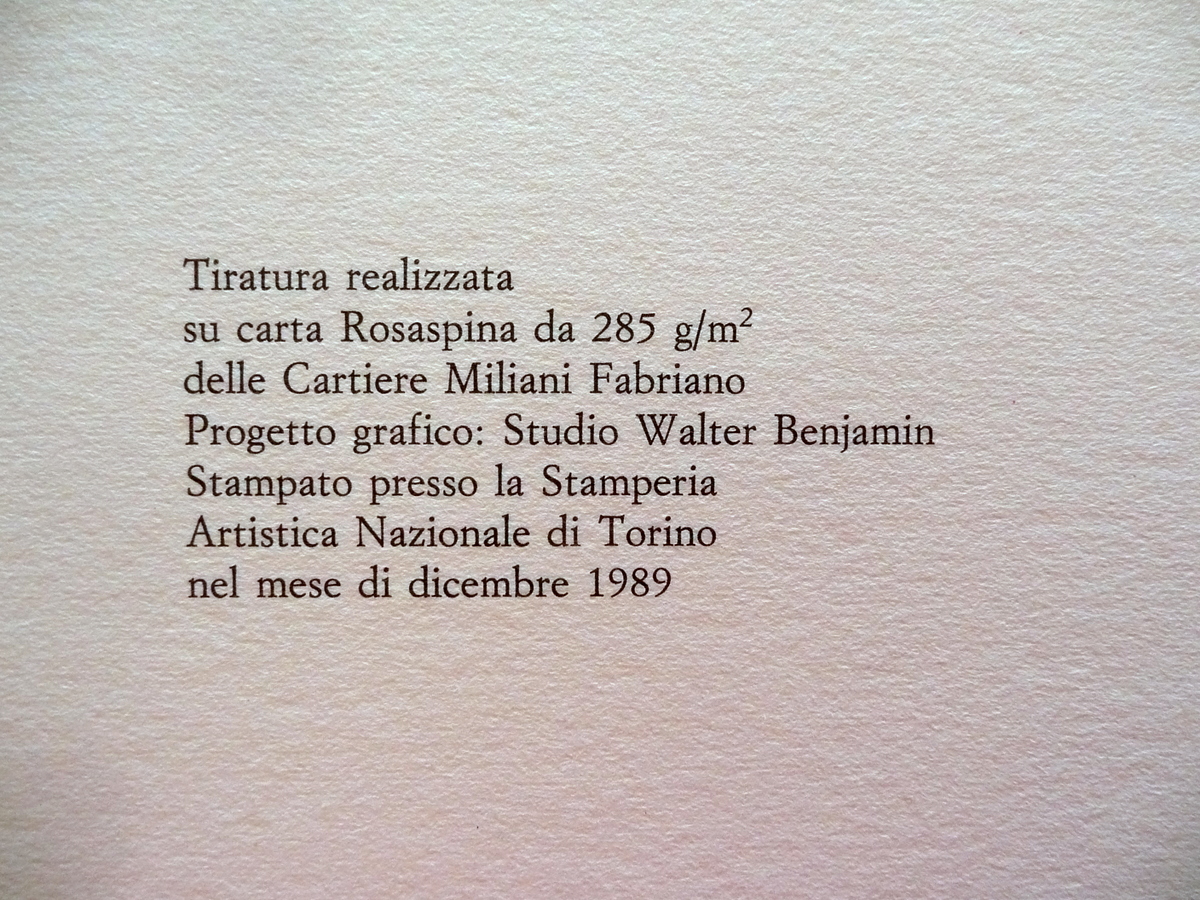 Tiratura realizzata
su carta Rosaspina da 285 g/m²
delle Cartiere Miliani Fabriano
Progetto grafico: Studio Walter Benjamin
Stampato presso la Stamperia
Artistica Nazionale di Torino
nel mese di dicembre 1989